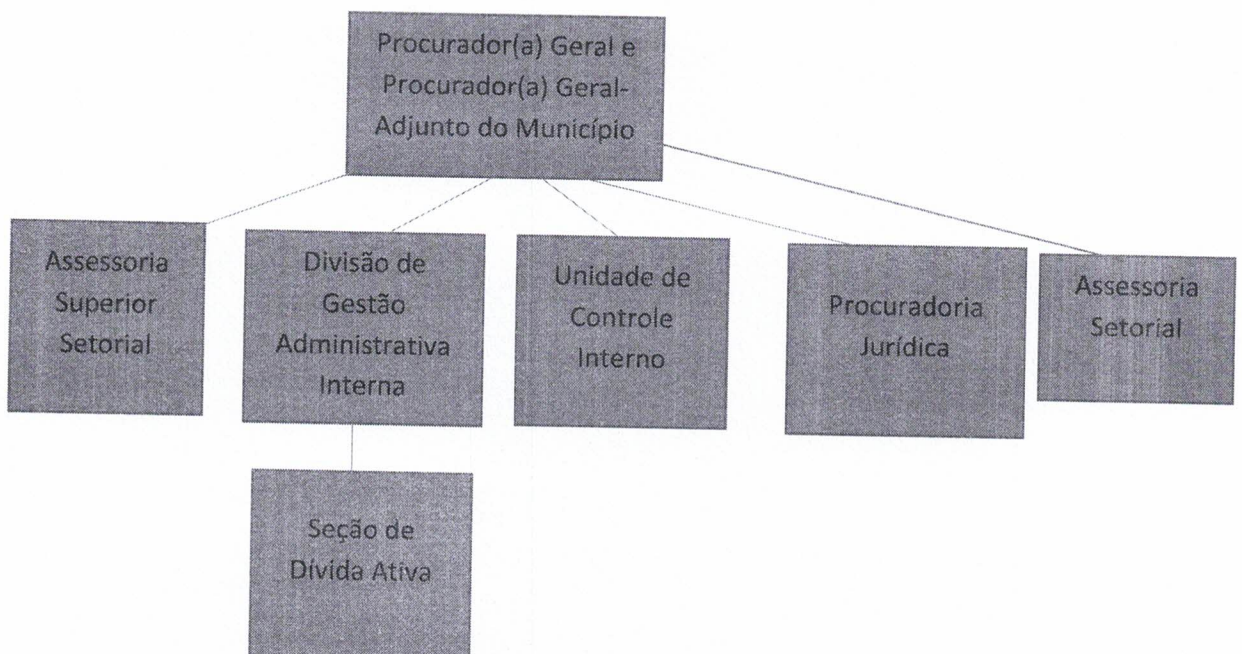 Procurador(a) Geral e
Procurador(a) Geral-
Adjunto do Município
Assessoria
Superior
Setorial
Divisão de
Gestão
Administrativa
Interna
Unidade de
Controle
Interno
Procuradoria
Jurídica
Assessoria
Setorial
Seção de
Dívida Ativa